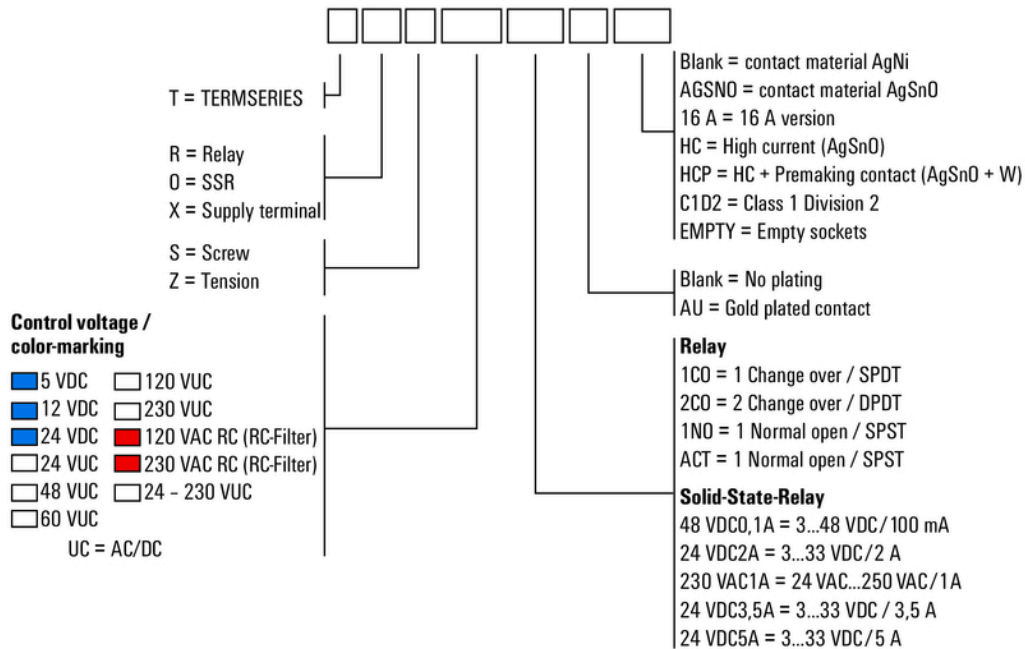 T = TERMSERIES
R = Relay
O = SSR
X = Supply terminal
S = Screw
Z = Tension
Control voltage /
color-marking
5 VDC
12 VDC
24 VDC
24 VUC
48 VUC
60 VUC
120 VUC
230 VUC
120 VAC RC (RC-Filter)
230 VAC RC (RC-Filter)
24 – 230 VUC
UC = AC/DC
Blank = contact material AgNi
AGSNO = contact material AgSnO
16 A = 16 A version
HC = High current (AgSnO)
HCP = HC + Premaking contact (AgSnO + W)
C1D2 = Class 1 Division 2
EMPTY = Empty sockets
Blank = No plating
AU = Gold plated contact
Relay
1CO = 1 Change over / SPDT
2CO = 2 Change over / DPDT
1NO = 1 Normal open / SPST
ACT = 1 Normal open / SPST
Solid-State-Relay
48 VDC0,1A = 3...48 VDC/100 mA
24 VDC2A = 3...33 VDC/2 A
230 VAC1A = 24 VAC...250 VAC/1A
24 VDC3,5A = 3...33 VDC / 3,5 A
24 VDC5A = 3...33 VDC/5 A